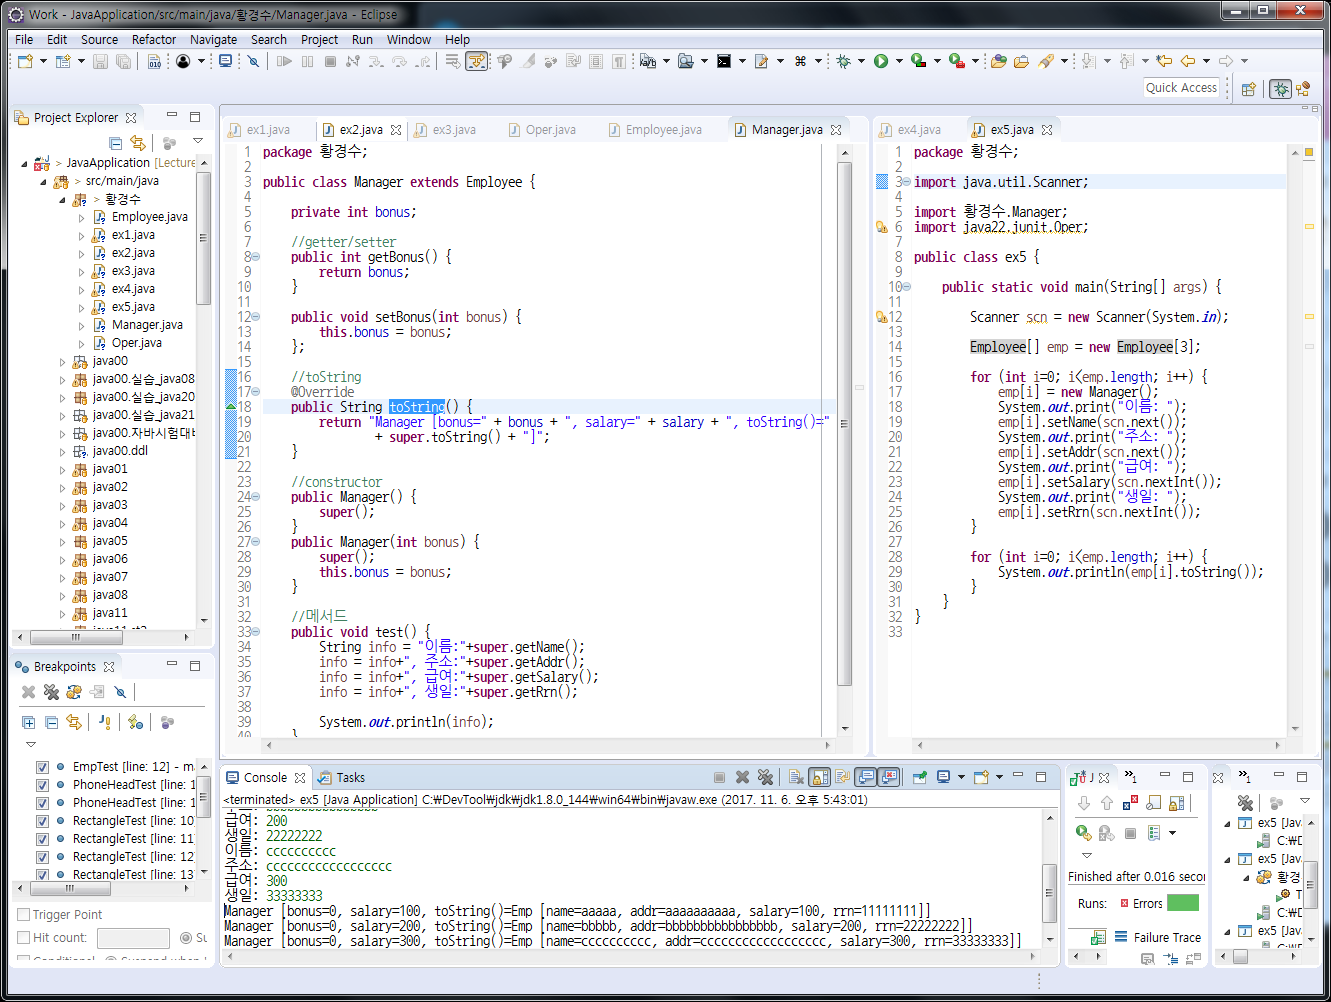 Work - JavaApplication/src/main/java/황경수/Manager.java - Eclipse
File Edit Source Refactor Navigate Search Project Run Window Help
Quick Access
Project Explorer
> JavaApplication [Lecture
> src/main/java
> 황경수
Employee.java
ex1.java
ex2.java
ex3.java
ex4.java
ex5.java
Manager.java
Oper.java
java00
java00.실습_java08
java00.실습_java20
java00.실습_java21
java00.자바시험대비
java00.ddl
java01
java02
java03
java04
java05
java06
java07
java08
java11
Breakpoints
EmpTest [line: 12] - m
PhoneHeadTest [line: 1
PhoneHeadTest [line: 1
RectangleTest [line: 10]
RectangleTest [line: 11]
RectangleTest [line: 12]
RectangleTest [line: 13]
Trigger Point
Hit count: Su
Conditional Suspend when
ex1.java ex2.java ex3.java Oper.java Employee.java Manager.java
1 package 황경수;
2
3 public class Manager extends Employee {
4
5 private int bonus;
6
7 //getter/setter
8 public int getBonus() {
9 return bonus;
10 }
11
12 public void setBonus(int bonus) {
13 this.bonus = bonus;
14 };
15
16 //toString
17 @Override
18 public String toString() {
19 return "Manager [bonus=" + bonus + ", salary=" + salary + ", toString()="
20 + super.toString() + "]";
21 }
22
23 //constructor
24 public Manager() {
25 super();
26 }
27 public Manager(int bonus) {
28 super();
29 this.bonus = bonus;
30 }
31
32 //메서드
33 public void test() {
34 String info = "이름:"+super.getName();
35 info = info+", 주소:"+super.getAddr();
36 info = info+", 급여:"+super.getSalary();
37 info = info+", 생일:"+super.getRrn();
38
39 System.out.println(info);
40 }
ex4.java ex5.java
1 package 황경수;
2
3 import java.util.Scanner;
4
5 import 황경수.Manager;
6 import java22.junit.Oper;
7
8 public class ex5 {
9
10 public static void main(String[] args) {
11
12 Scanner scn = new Scanner(System.in);
13
14 Employee[] emp = new Employee[3];
15
16 for (int i=0; i<emp.length; i++) {
17 emp[i] = new Manager();
18 System.out.print("이름: ");
19 emp[i].setName(scn.next());
20 System.out.print("주소: ");
21 emp[i].setAddr(scn.next());
22 System.out.print("급여: ");
23 emp[i].setSalary(scn.nextInt());
24 System.out.print("생일: ");
25 emp[i].setRrn(scn.nextInt());
26 }
27
28 for (int i=0; i<emp.length; i++) {
29 System.out.println(emp[i].toString());
30 }
31 }
32 }
33
Console Tasks
<terminated> ex5 [Java Application] C:\DevTool\jdk\jdk1.8.0_144\win64\bin\javaw.exe (2017. 11. 6. 오후 5:43:01)
급여: 200
생일: 22222222
이름: cccccccccc
주소: cccccccccccccccccc
급여: 300
생일: 33333333
Manager [bonus=0, salary=100, toString()=Emp [name=aaaaa, addr=aaaaaaaaaa, salary=100, rrn=11111111]]
Manager [bonus=0, salary=200, toString()=Emp [name=bbbbb, addr=bbbbbbbbbbbbbbbb, salary=200, rrn=22222222]]
Manager [bonus=0, salary=300, toString()=Emp [name=cccccccccc, addr=cccccccccccccccccc, salary=300, rrn=33333333]]
J »1
Finished after 0.016 secor
Runs: Errors
Failure Trace
»1
ex5 [Jav
C:\D
ex5 [Jav
황경
T
C:\D
ex5 [Jav